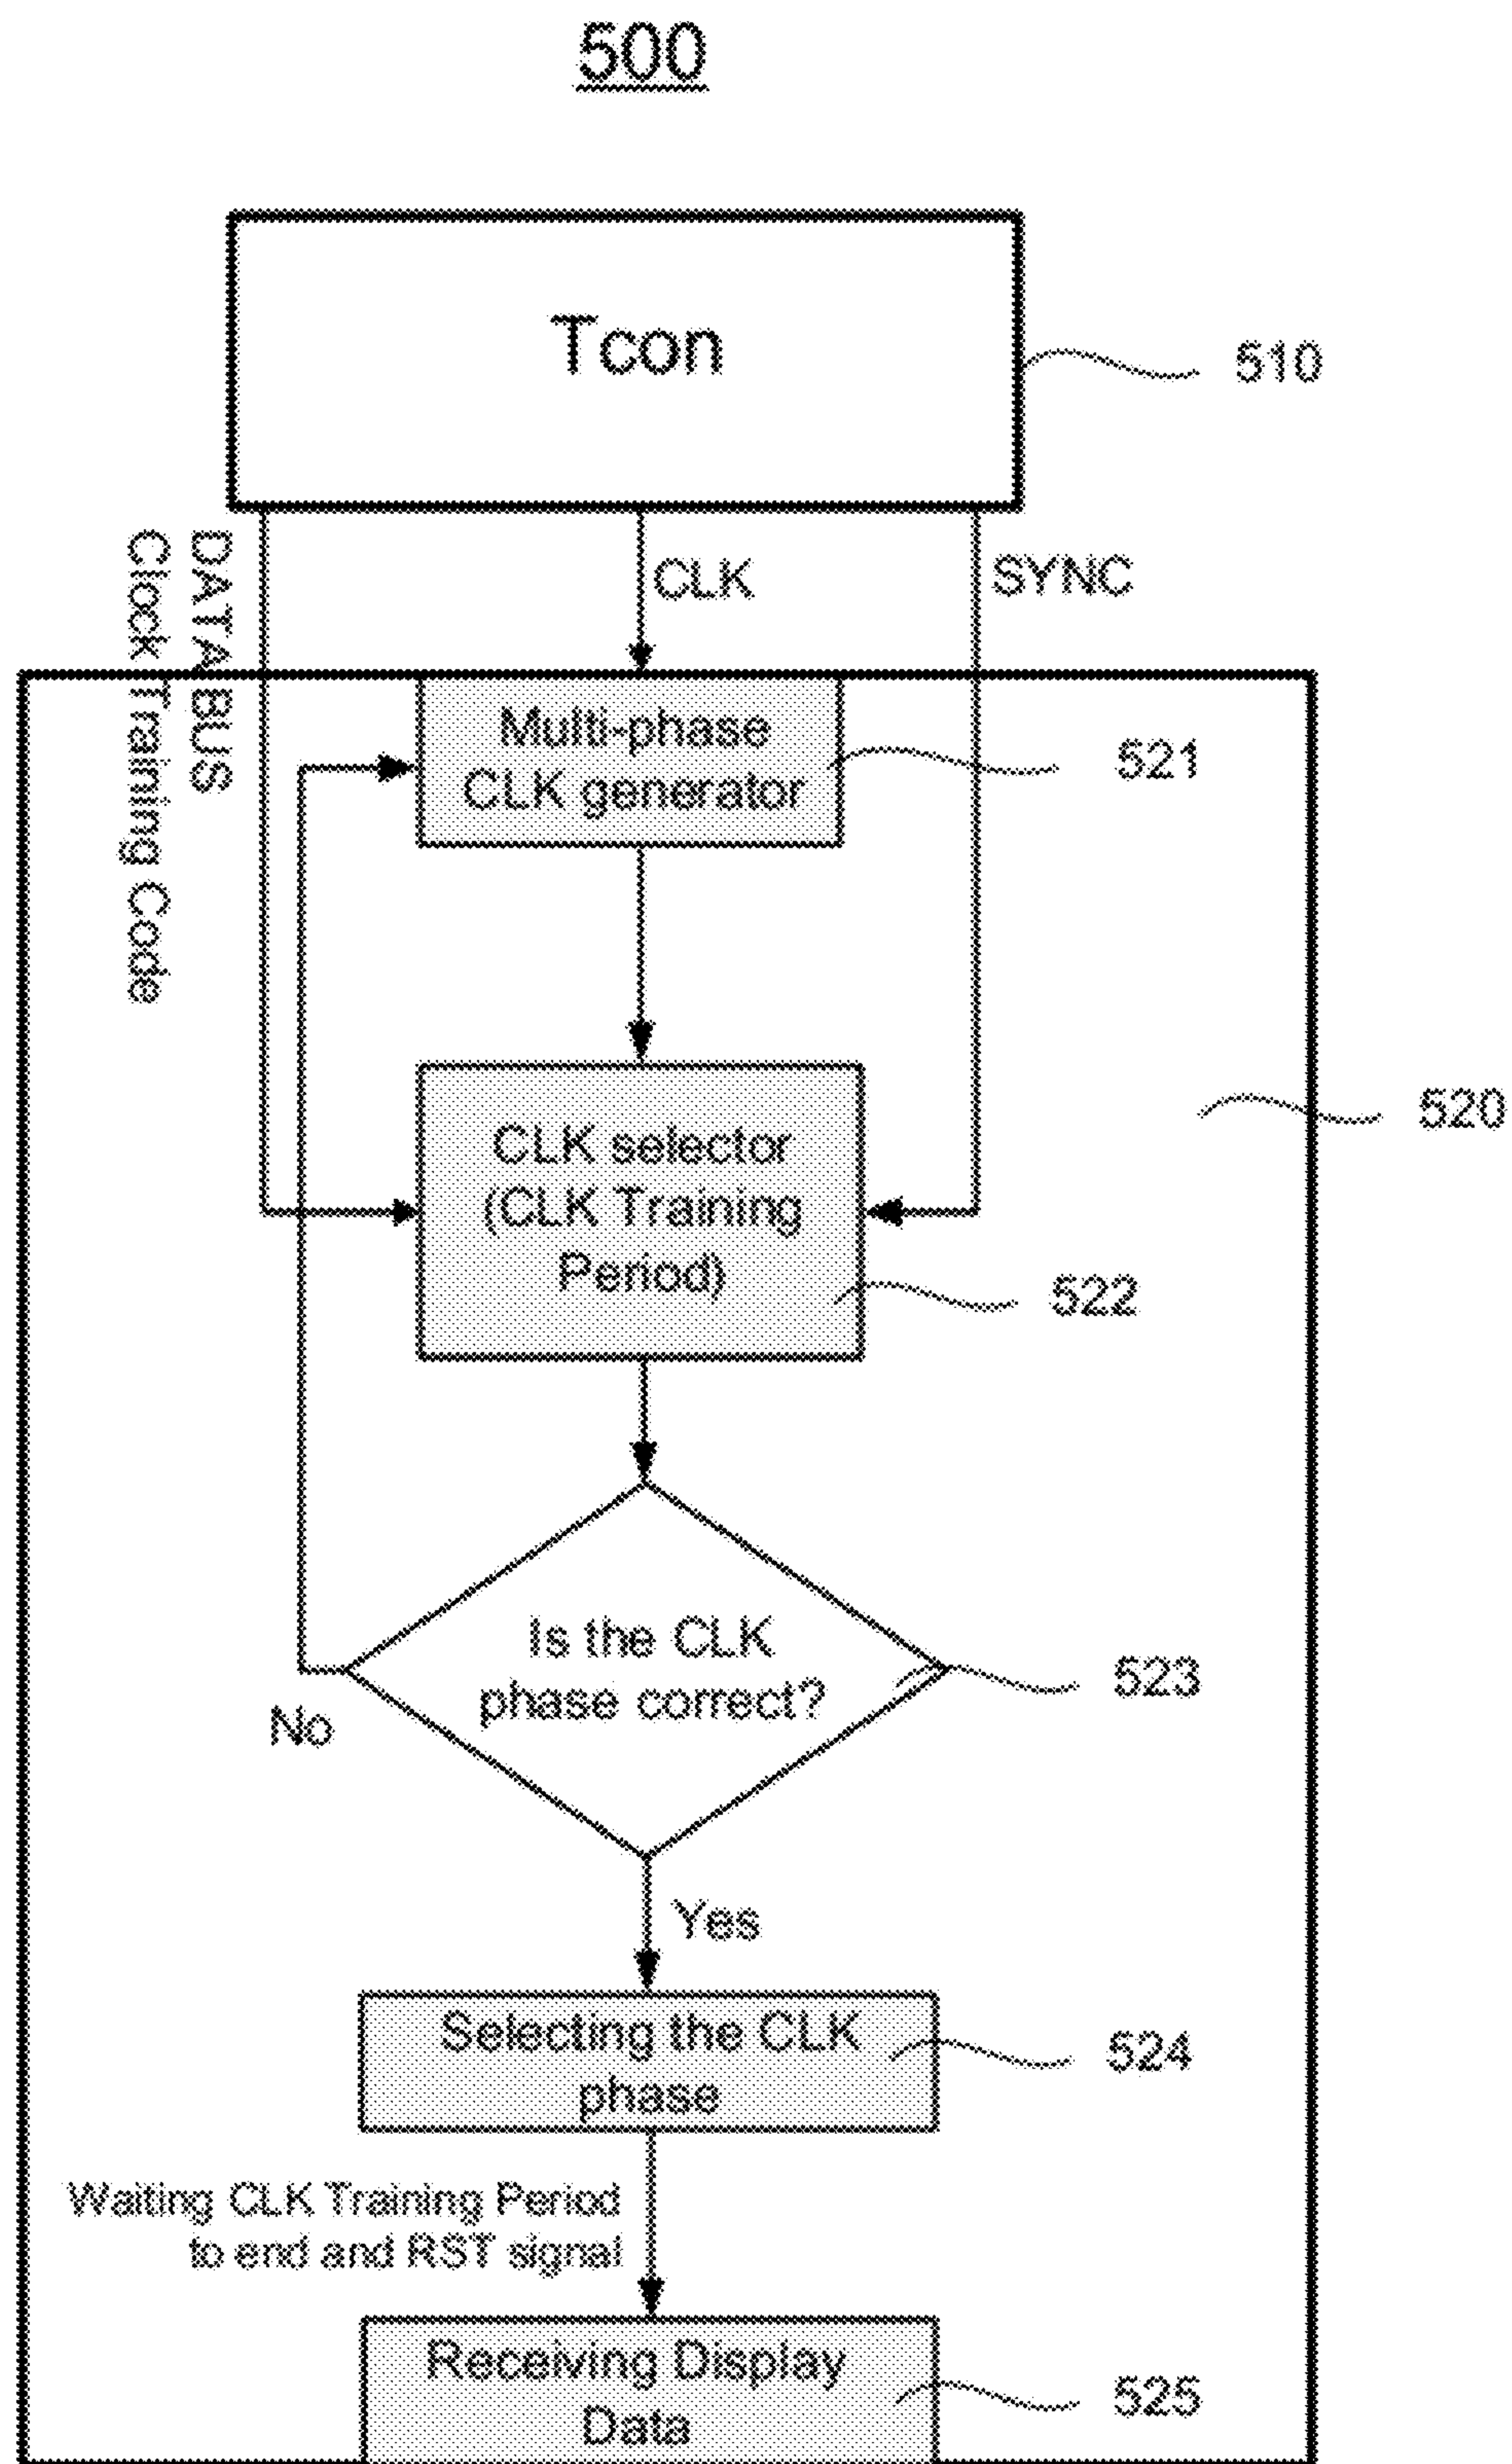 500
Tcon
510
DATA BUS
Clock Training Code
CLK
SYNC
Multi-phase
CLK generator
521
CLK selector
(CLK Training
Period)
522
520
Is the CLK
phase correct?
523
No
Yes
Selecting the CLK
phase
524
Waiting CLK Training Period
to end and RST signal
Receiving Display
Data
525